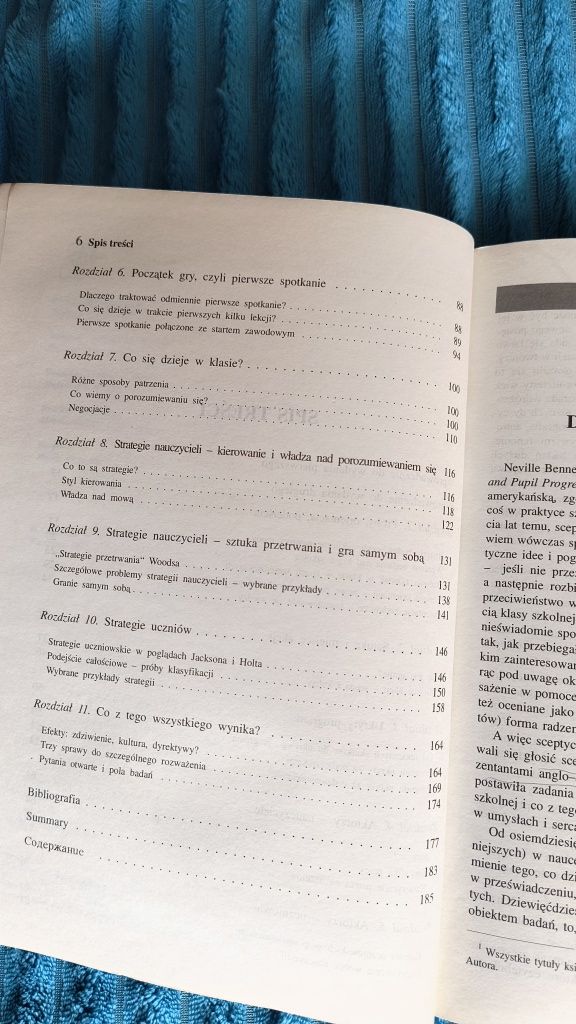 6 Spis treści
Rozdział 6. Początek gry, czyli pierwsze spotkanie . . . . . . . . . . 88
Dlaczego traktować odmiennie pierwsze spotkanie? . . . . . . . . . . 88
Co się dzieje w trakcie pierwszych kilku lekcji? . . . . . . . . . . 89
Pierwsze spotkanie połączone ze startem zawodowym . . . . . . . . . . 94
Rozdział 7. Co się dzieje w klasie? . . . . . . . . . . 100
Różne sposoby patrzenia . . . . . . . . . . 100
Co wiemy o porozumiewaniu się? . . . . . . . . . . 100
Negocjacje . . . . . . . . . . 110
Rozdział 8. Strategie nauczycieli – kierowanie i władza nad porozumiewaniem się 116
Co to są strategie? . . . . . . . . . . 116
Styl kierowania . . . . . . . . . . 118
Władza nad mową . . . . . . . . . . 122
Rozdział 9. Strategie nauczycieli – sztuka przetrwania i gra samym sobą 131
„Strategie przetrwania“ Woodsa . . . . . . . . . . 131
Szczegółowe problemy strategii nauczycieli – wybrane przykłady . . . . . . . . . . 138
Granie samym sobą . . . . . . . . . . 141
Rozdział 10. Strategie uczniów . . . . . . . . . . 146
Strategie uczniowskie w poglądach Jacksona i Holta . . . . . . . . . . 146
Podejście całościowe – próby klasyfikacji . . . . . . . . . . 150
Wybrane przykłady strategii . . . . . . . . . . 158
Rozdział 11. Co z tego wszystkiego wynika? . . . . . . . . . . 164
Efekty: zdziwienie, kultura, dyrektywy? . . . . . . . . . . 164
Trzy sprawy do szczególnego rozważenia . . . . . . . . . . 169
Pytania otwarte i pola badań . . . . . . . . . . 174
Bibliografia . . . . . . . . . . 177
Summary . . . . . . . . . . 183
Содержание . . . . . . . . . . 185
D
Neville Benne
and Pupil Progre
amerykańską, zg
coś w praktyce sz
cia lat temu, scep
wiem wówczas sp
tyczne idee i pog
– jeśli nie prze
a następnie rozbi
przeciwieństwo w
cią klasy szkolnej
nieświadomie spo
tak, jak przebiega
kim zainteresowan
rąc pod uwagę ok
sażenie w pomoce
też oceniane jako
tów) forma radzen
A więc sceptyc
wali się głosić sce
zentantami anglo–
postawiła zadania
szkolnej i co z teg
w umysłach i serca
Od osiemdziesię
niejszych) w nauce
mienie tego, co dzi
w przeświadczeniu,
tych. Dziewięćdzies
obiektem badań, to,
1 Wszystkie tytuły ksi
Autora.